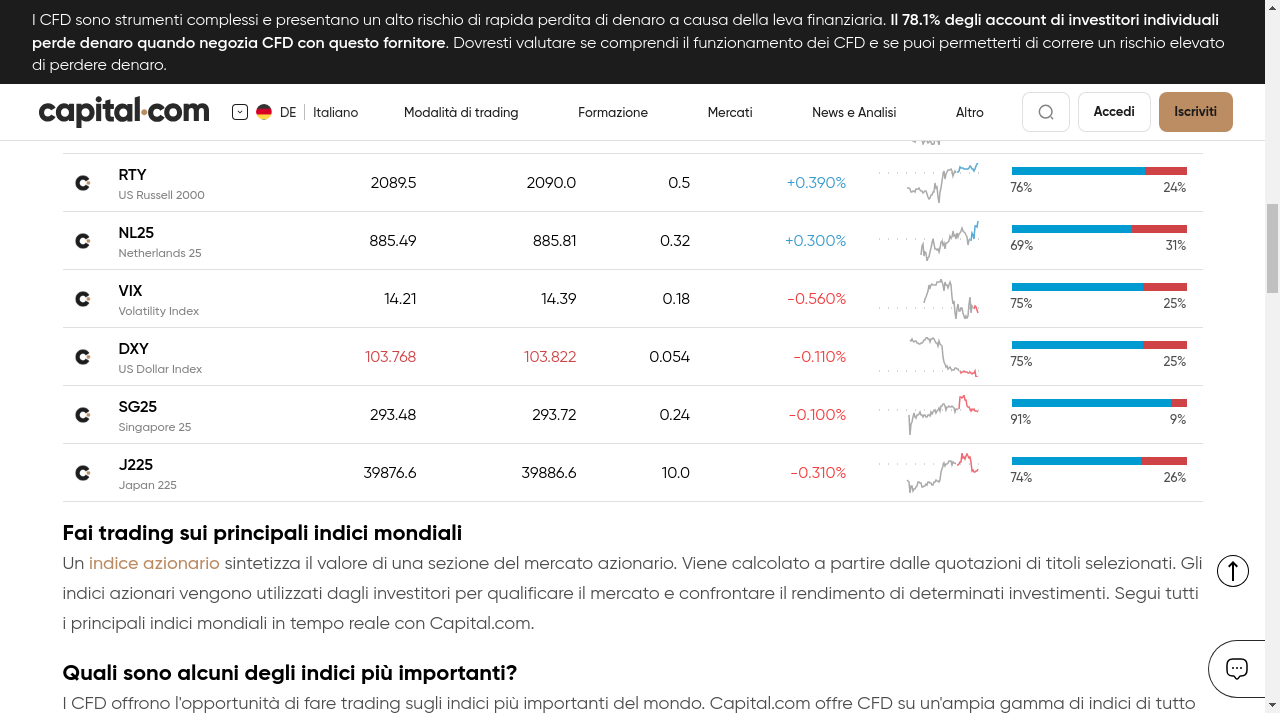 I CFD sono strumenti complessi e presentano un alto rischio di rapida perdita di denaro a causa della leva finanziaria. Il 78.1% degli account di investitori individuali
perde denaro quando negozia CFD con questo fornitore. Dovresti valutare se comprendi il funzionamento dei CFD e se puoi permetterti di correre un rischio elevato
di perdere denaro.
capital.com DE Italiano Modalità di trading Formazione Mercati News e Analisi Altro Accedi Iscriviti
RTY 2089.5 2090.0 0.5 +0.390% 76% 24%
US Russell 2000
NL25 885.49 885.81 0.32 +0.300% 69% 31%
Netherlands 25
VIX 14.21 14.39 0.18 -0.560% 75% 25%
Volatility Index
DXY 103.768 103.822 0.054 -0.110% 75% 25%
US Dollar Index
SG25 293.48 293.72 0.24 -0.100% 91% 9%
Singapore 25
J225 39876.6 39886.6 10.0 -0.310% 74% 26%
Japan 225
Fai trading sui principali indici mondiali
Un indice azionario sintetizza il valore di una sezione del mercato azionario. Viene calcolato a partire dalle quotazioni di titoli selezionati. Gli
indici azionari vengono utilizzati dagli investitori per qualificare il mercato e confrontare il rendimento di determinati investimenti. Segui tutti
i principali indici mondiali in tempo reale con Capital.com.
Quali sono alcuni degli indici più importanti?
I CFD offrono l'opportunità di fare trading sugli indici più importanti del mondo. Capital.com offre CFD su un'ampia gamma di indici di tutto